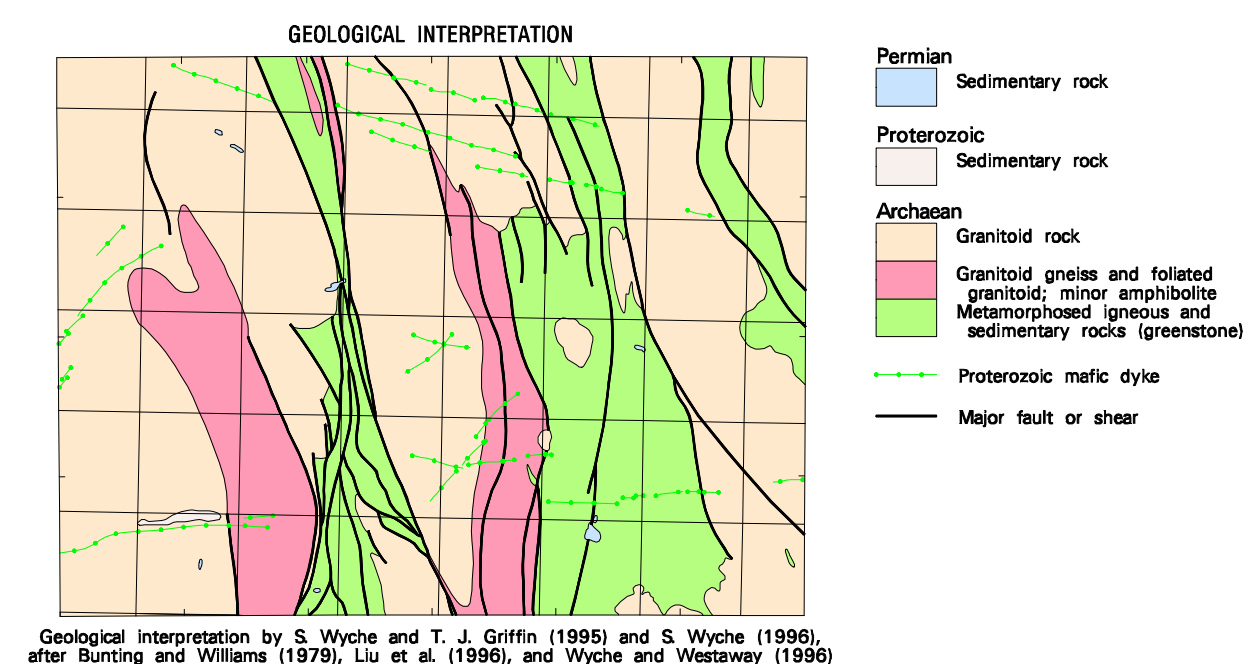 GEOLOGICAL INTERPRETATION
Permian
Sedimentary rock
Proterozoic
Sedimentary rock
Archaean
Granitoid rock
Granitoid gneiss and foliated
granitoid; minor amphibolite
Metamorphosed igneous and
sedimentary rocks (greenstone)
Proterozoic mafic dyke
Major fault or shear
Geological interpretation by S. Wyche and T. J. Griffin (1995) and S. Wyche (1996),
after Bunting and Williams (1979), Liu et al. (1996), and Wyche and Westaway (1996)